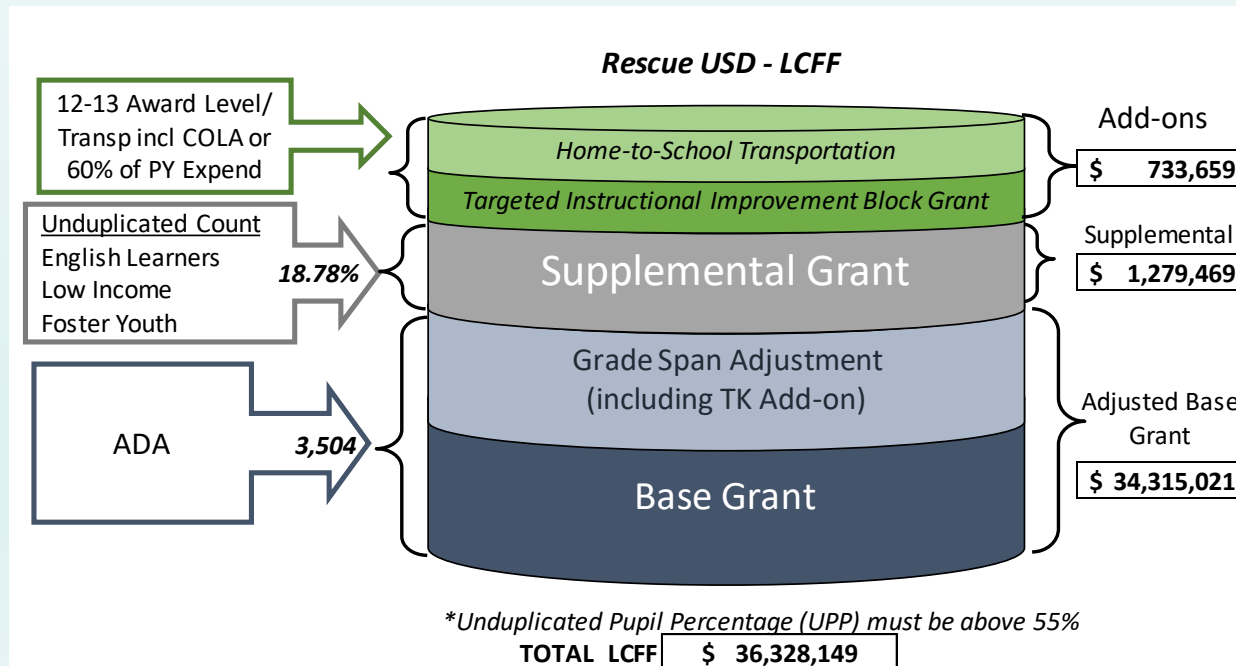 Rescue USD - LCFF
12-13 Award Level/
Transp incl COLA or
60% of PY Expend
Home-to-School Transportation
Targeted Instructional Improvement Block Grant
Add-ons
$ 733,659
Unduplicated Count
English Learners
Low Income
Foster Youth
18.78%
Supplemental Grant
Supplemental
$ 1,279,469
ADA
3,504
Grade Span Adjustment
(including TK Add-on)
Base Grant
Adjusted Base
Grant
$ 34,315,021
*Unduplicated Pupil Percentage (UPP) must be above 55%
TOTAL LCFF $ 36,328,149